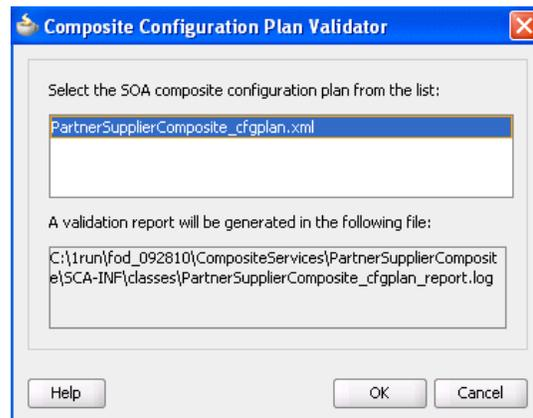 Composite Configuration Plan Validator
Select the SOA composite configuration plan from the list:
PartnerSupplierComposite_cfgplan.xml
A validation report will be generated in the following file:
C:\1run\fod_092810\CompositeServices\PartnerSupplierComposit
e\SCA-INF\classes\PartnerSupplierComposite_cfgplan_report.log
Help OK Cancel